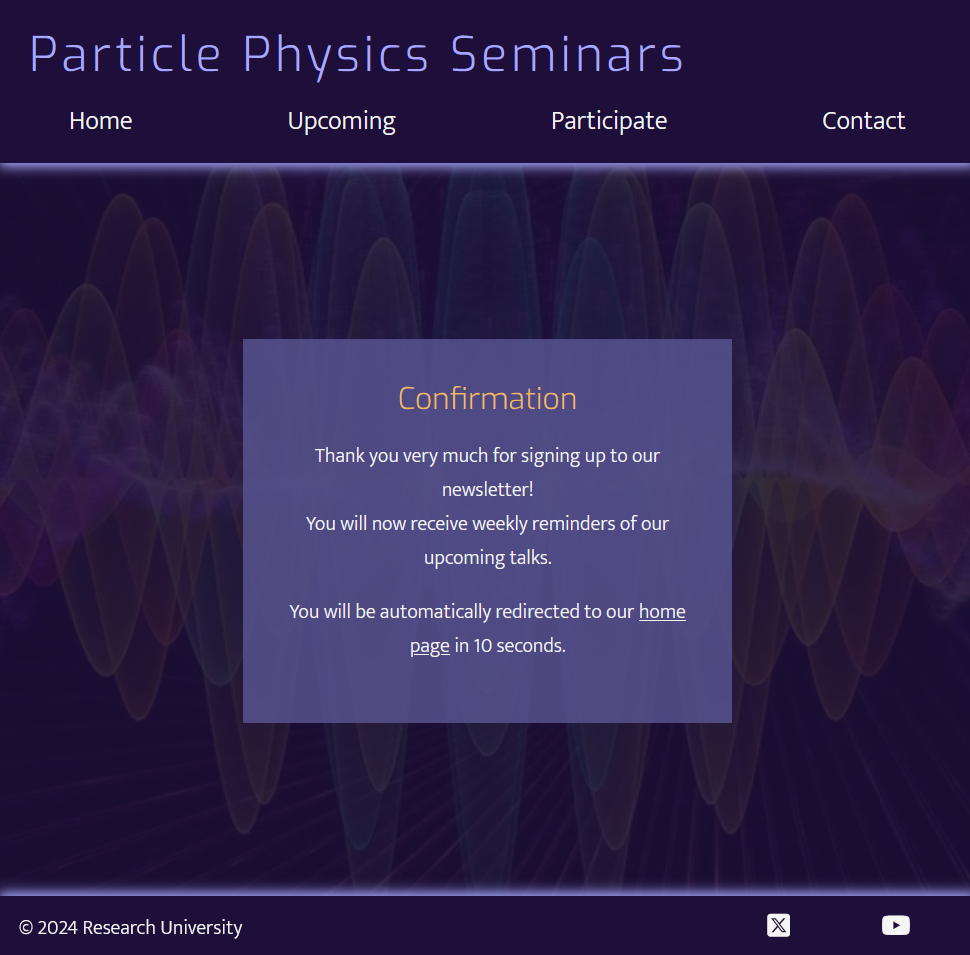 Particle Physics Seminars
Home Upcoming Participate Contact
Confirmation
Thank you very much for signing up to our
newsletter!
You will now receive weekly reminders of our
upcoming talks.
You will be automatically redirected to our home
page in 10 seconds.
© 2024 Research University